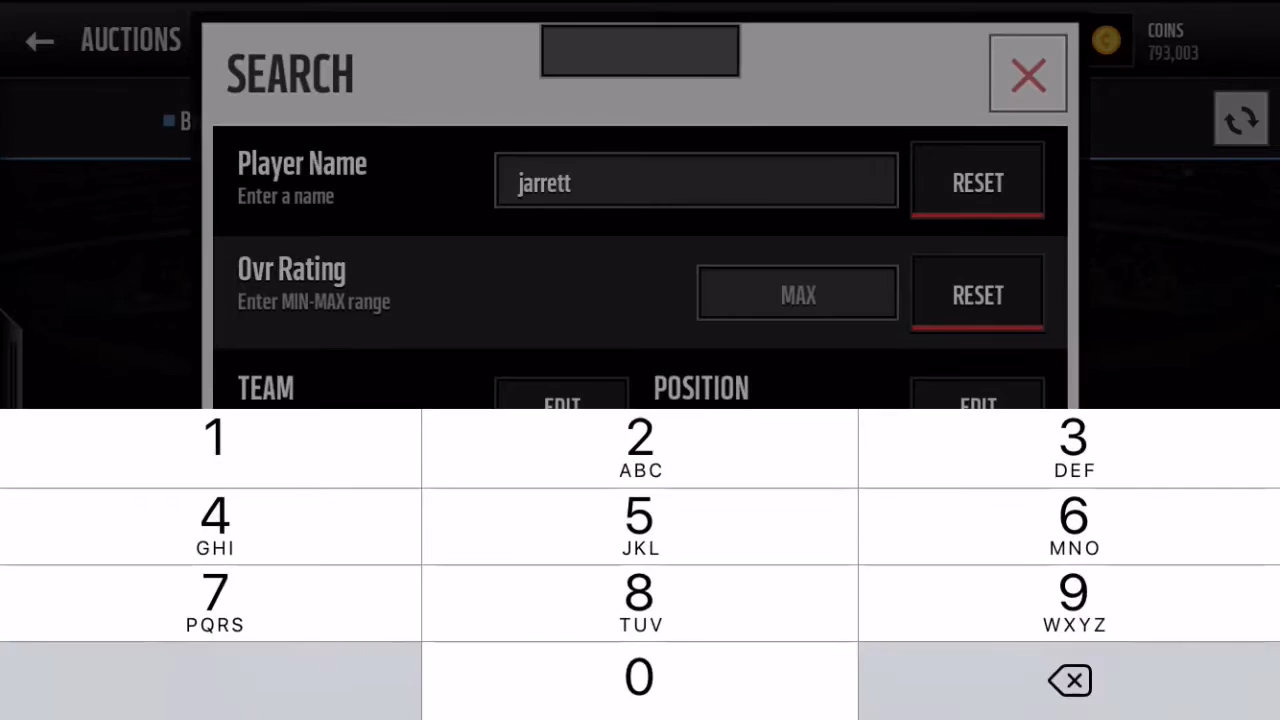 AUCTIONS
COINS
793,003
SEARCH
B
Player Name
Enter a name
jarrett
RESET
Ovr Rating
Enter MIN-MAX range
MAX
RESET
TEAM
EDIT
POSITION
EDIT
1
2
ABC
3
DEF
4
GHI
5
JKL
6
MNO
7
PQRS
8
TUV
9
WXYZ
0